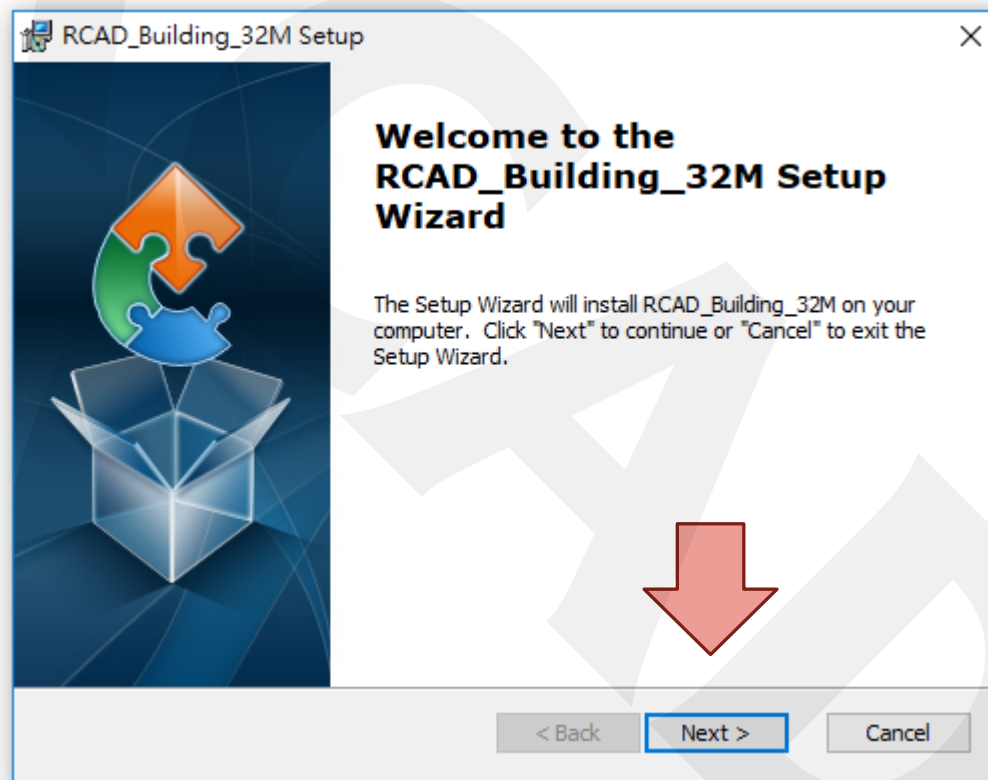 RCAD_Building_32M Setup
Welcome to the
RCAD_Building_32M Setup
Wizard
The Setup Wizard will install RCAD_Building_32M on your
computer. Click "Next" to continue or "Cancel" to exit the
Setup Wizard.
< Back Next > Cancel